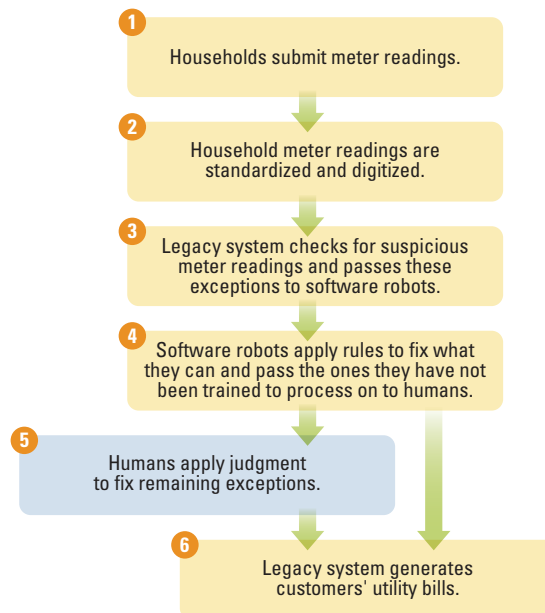 1
Households submit meter readings.
2
Household meter readings are
standardized and digitized.
3
Legacy system checks for suspicious
meter readings and passes these
exceptions to software robots.
4
Software robots apply rules to fix what
they can and pass the ones they have not
been trained to process on to humans.
5
Humans apply judgment
to fix remaining exceptions.
6
Legacy system generates
customers' utility bills.